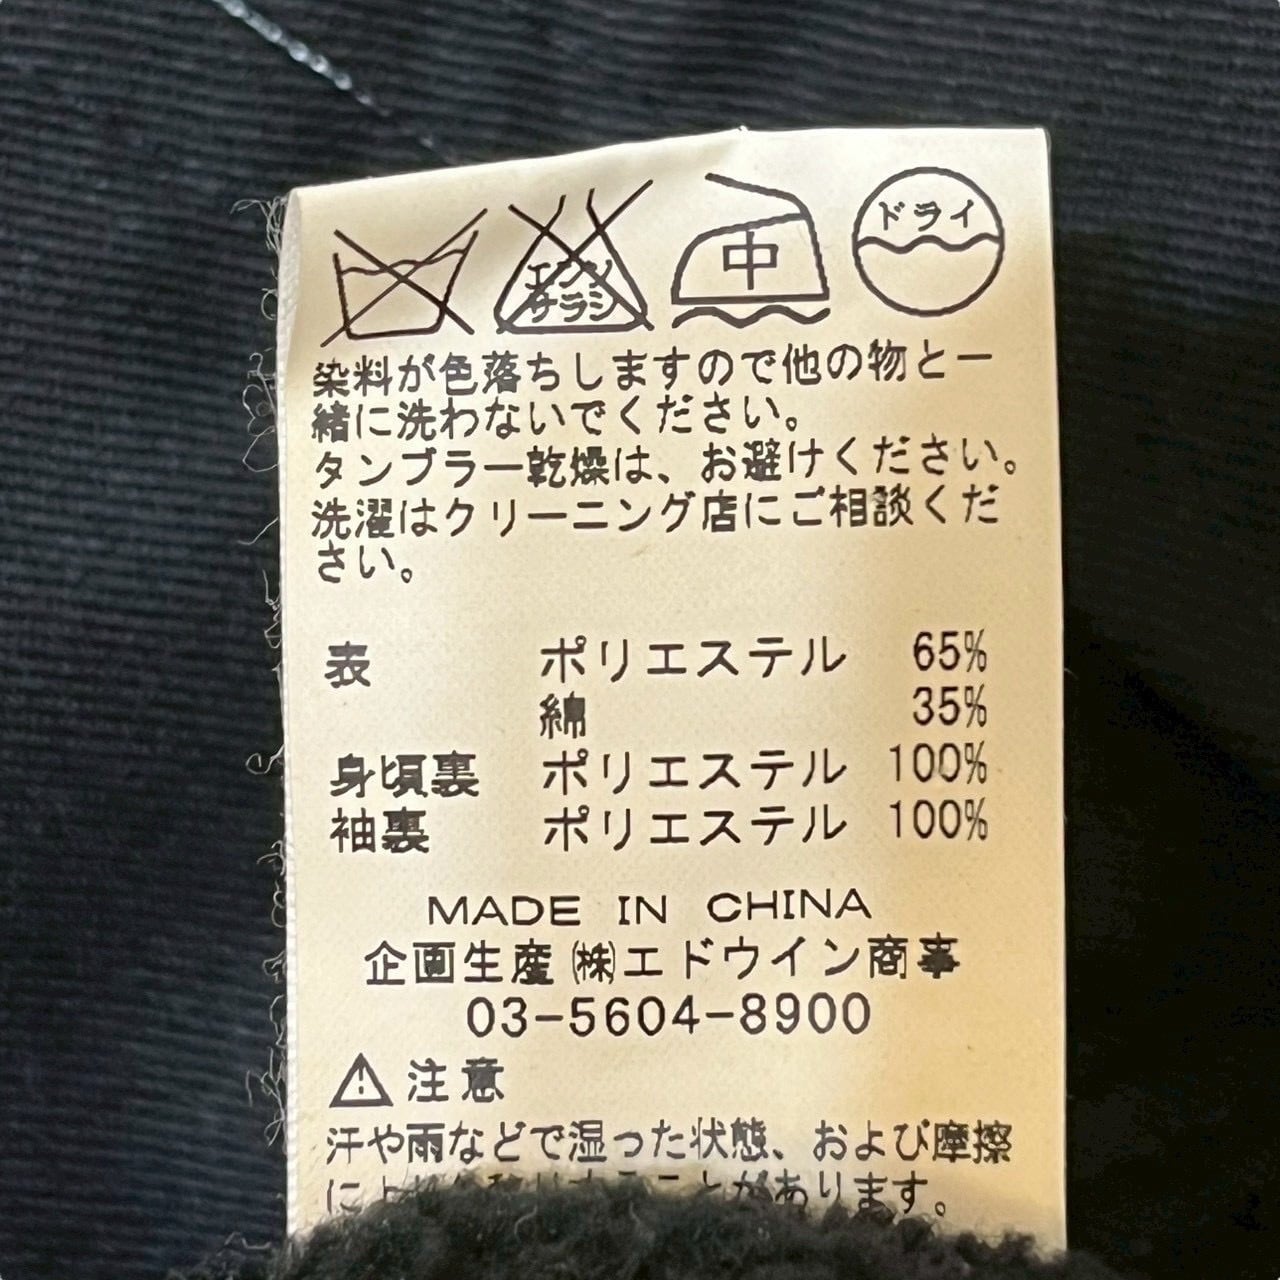 エンソ
サラシ
中
ドライ
染料が色落ちしますので他の物と一
緒に洗わないでください。
タンブラー乾燥は、お避けください。
洗濯はクリーニング店にご相談くだ
さい。
表 ポリエステル 65%
綿 35%
身頃裏 ポリエステル 100%
袖裏 ポリエステル 100%
MADE IN CHINA
企画生産㈱エドウイン商事
03-5604-8900
注意
汗や雨などで湿った状態、および摩擦
に があります。